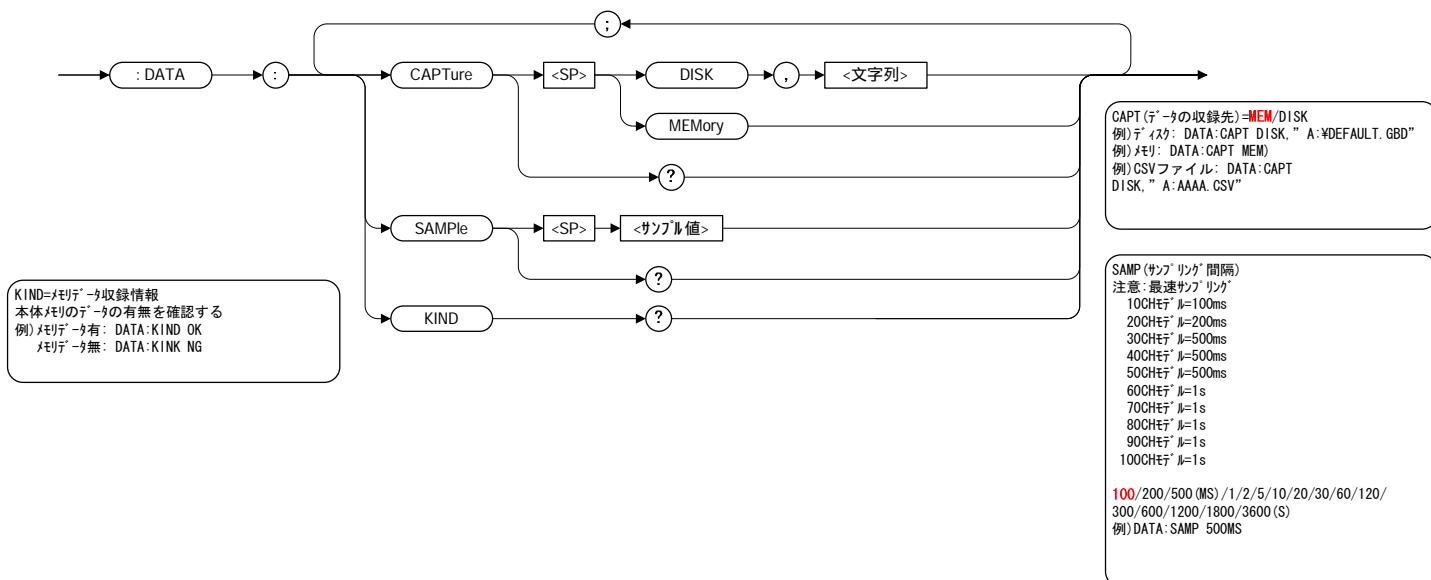 ;
: DATA
:
CAPTure
<SP>
DISK
,
<文字列>
MEMory
?
SAMPle
<SP>
<サンプル値>
?
KIND
?
CAPT(データの収録先)=MEM/DISK
例)ディスク: DATA:CAPT DISK,”A:¥DEFAULT.GBD”
例)メモリ: DATA:CAPT MEM)
例)CSVファイル: DATA:CAPT
DISK,”A:AAAA.CSV”
KIND=メモリデータ収録情報
本体メモリのデータの有無を確認する
例)メモリデータ有: DATA:KIND OK
メモリデータ無: DATA:KINK NG
SAMP(サンプリング間隔)
注意:最速サンプリング
10CHモデル=100ms
20CHモデル=200ms
30CHモデル=500ms
40CHモデル=500ms
50CHモデル=500ms
60CHモデル=1s
70CHモデル=1s
80CHモデル=1s
90CHモデル=1s
100CHモデル=1s
100/200/500(MS)/1/2/5/10/20/30/60/120/
300/600/1200/1800/3600(S)
例)DATA:SAMP 500MS